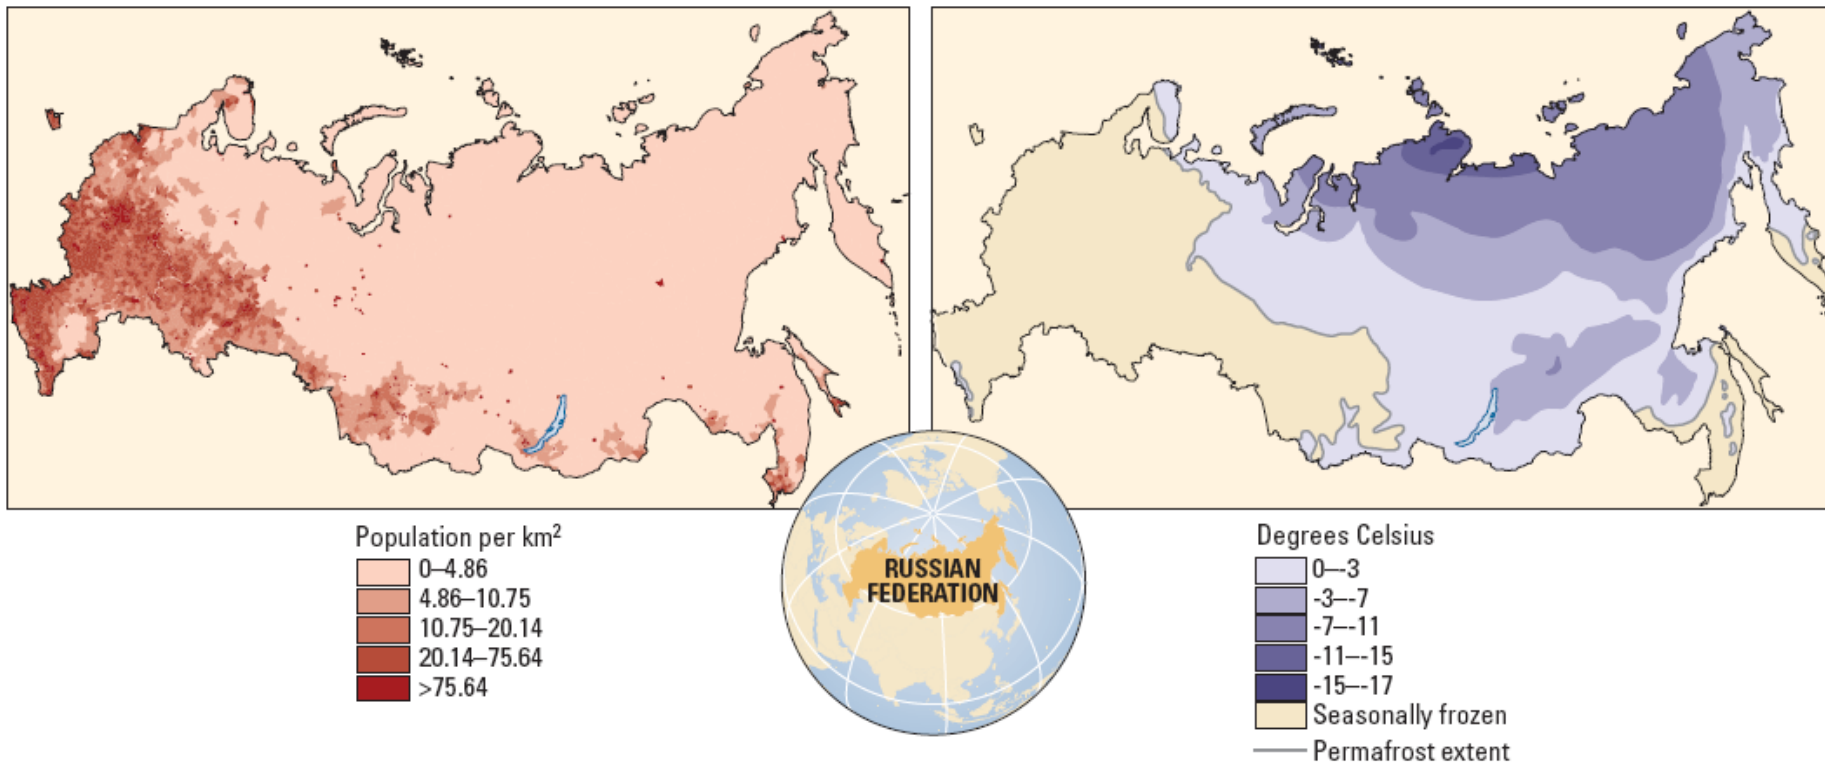 Population per km²
0–4.86
4.86–10.75
10.75–20.14
20.14–75.64
>75.64
RUSSIAN
FEDERATION
Degrees Celsius
0–-3
-3–-7
-7–-11
-11–-15
-15–-17
Seasonally frozen
Permafrost extent